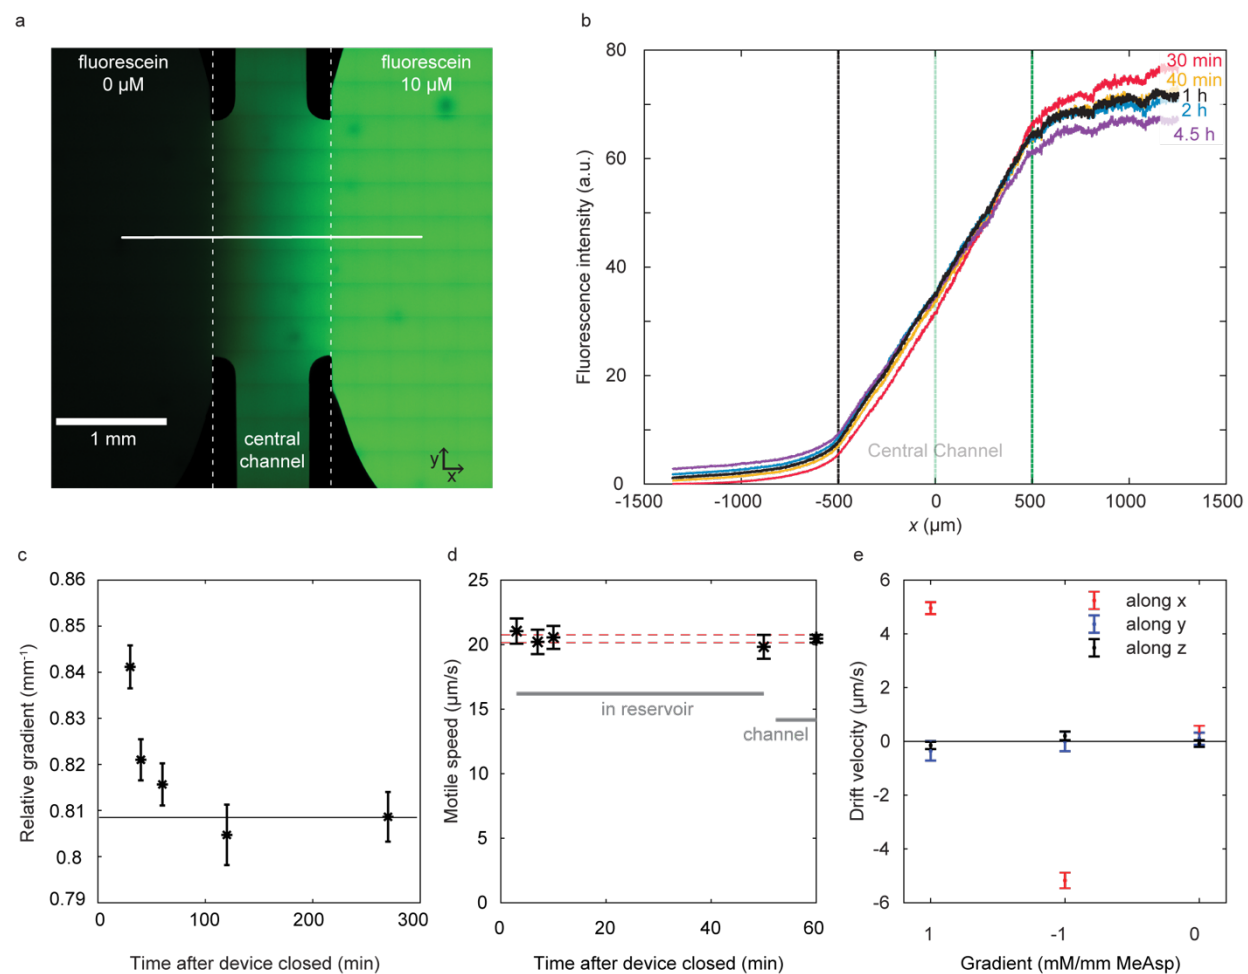 a
fluorescein
0 µM
fluorescein
10 µM
1 mm
central
channel
y
x
b
Fluorescence intensity (a.u.)
80
60
40
20
0
30 min
40 min
1 h
2 h
4.5 h
Central Channel
-1500
-1000
-500
0
500
1000
1500
x (µm)
c
Relative gradient (mm⁻¹)
0.86
0.85
0.84
0.83
0.82
0.81
0.8
0.79
0
100
200
300
Time after device closed (min)
d
Motile speed (µm/s)
25
20
15
10
5
0
in reservoir
channel
0
20
40
60
Time after device closed (min)
e
Drift velocity (µm/s)
6
4
2
0
-2
-4
-6
along x
along y
along z
1
-1
0
Gradient (mM/mm MeAsp)